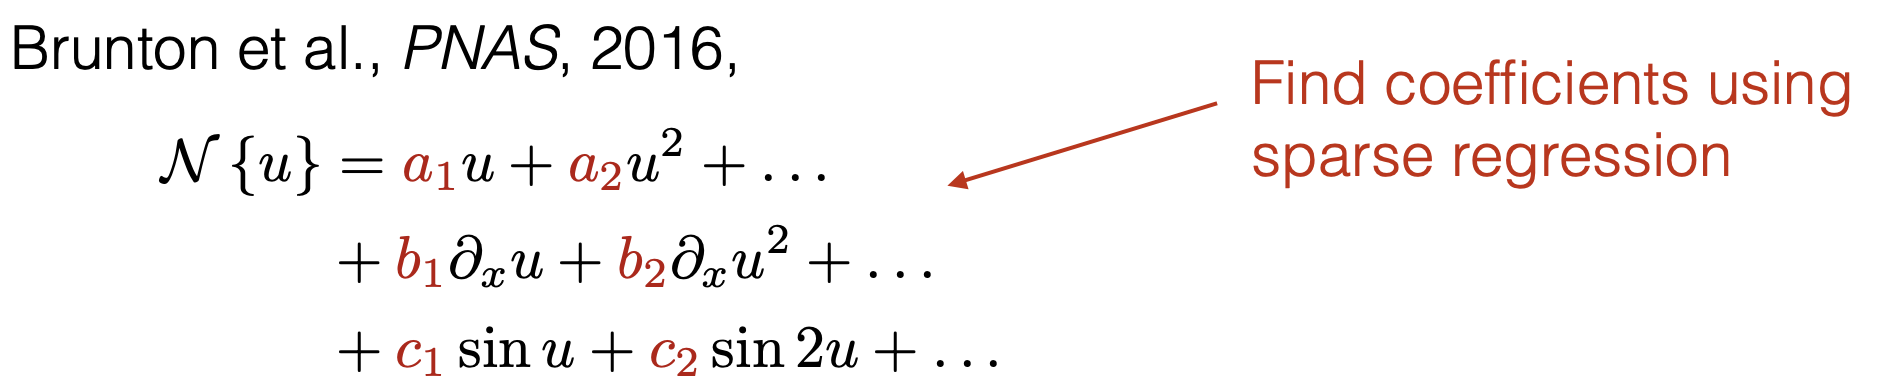 Brunton et al., PNAS, 2016,
Find coefficients using
sparse regression
𝒩{u} = a₁u + a₂u² + ...
+ b₁∂ₓu + b₂∂ₓu² + ...
+ c₁ sin u + c₂ sin 2u + ...